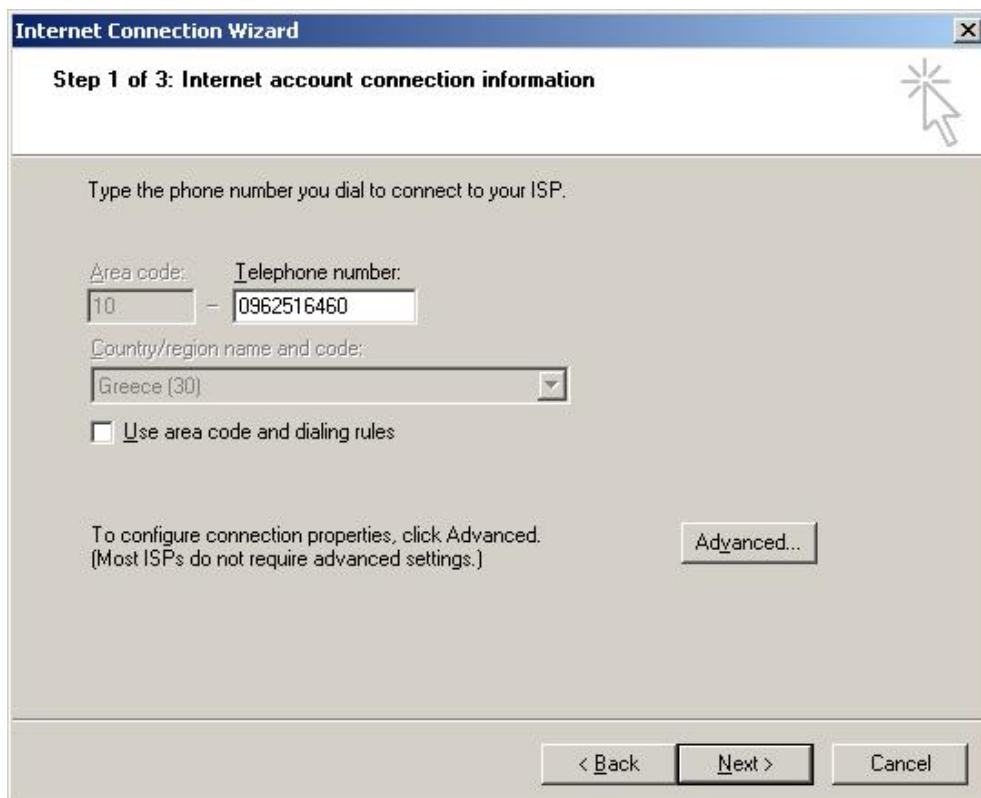 Internet Connection Wizard
Step 1 of 3: Internet account connection information
Type the phone number you dial to connect to your ISP.
Area code: Telephone number:
10 - 0962516460
Country/region name and code:
Greece (30)
Use area code and dialing rules
To configure connection properties, click Advanced.
(Most ISPs do not require advanced settings.)
Advanced...
< Back Next > Cancel